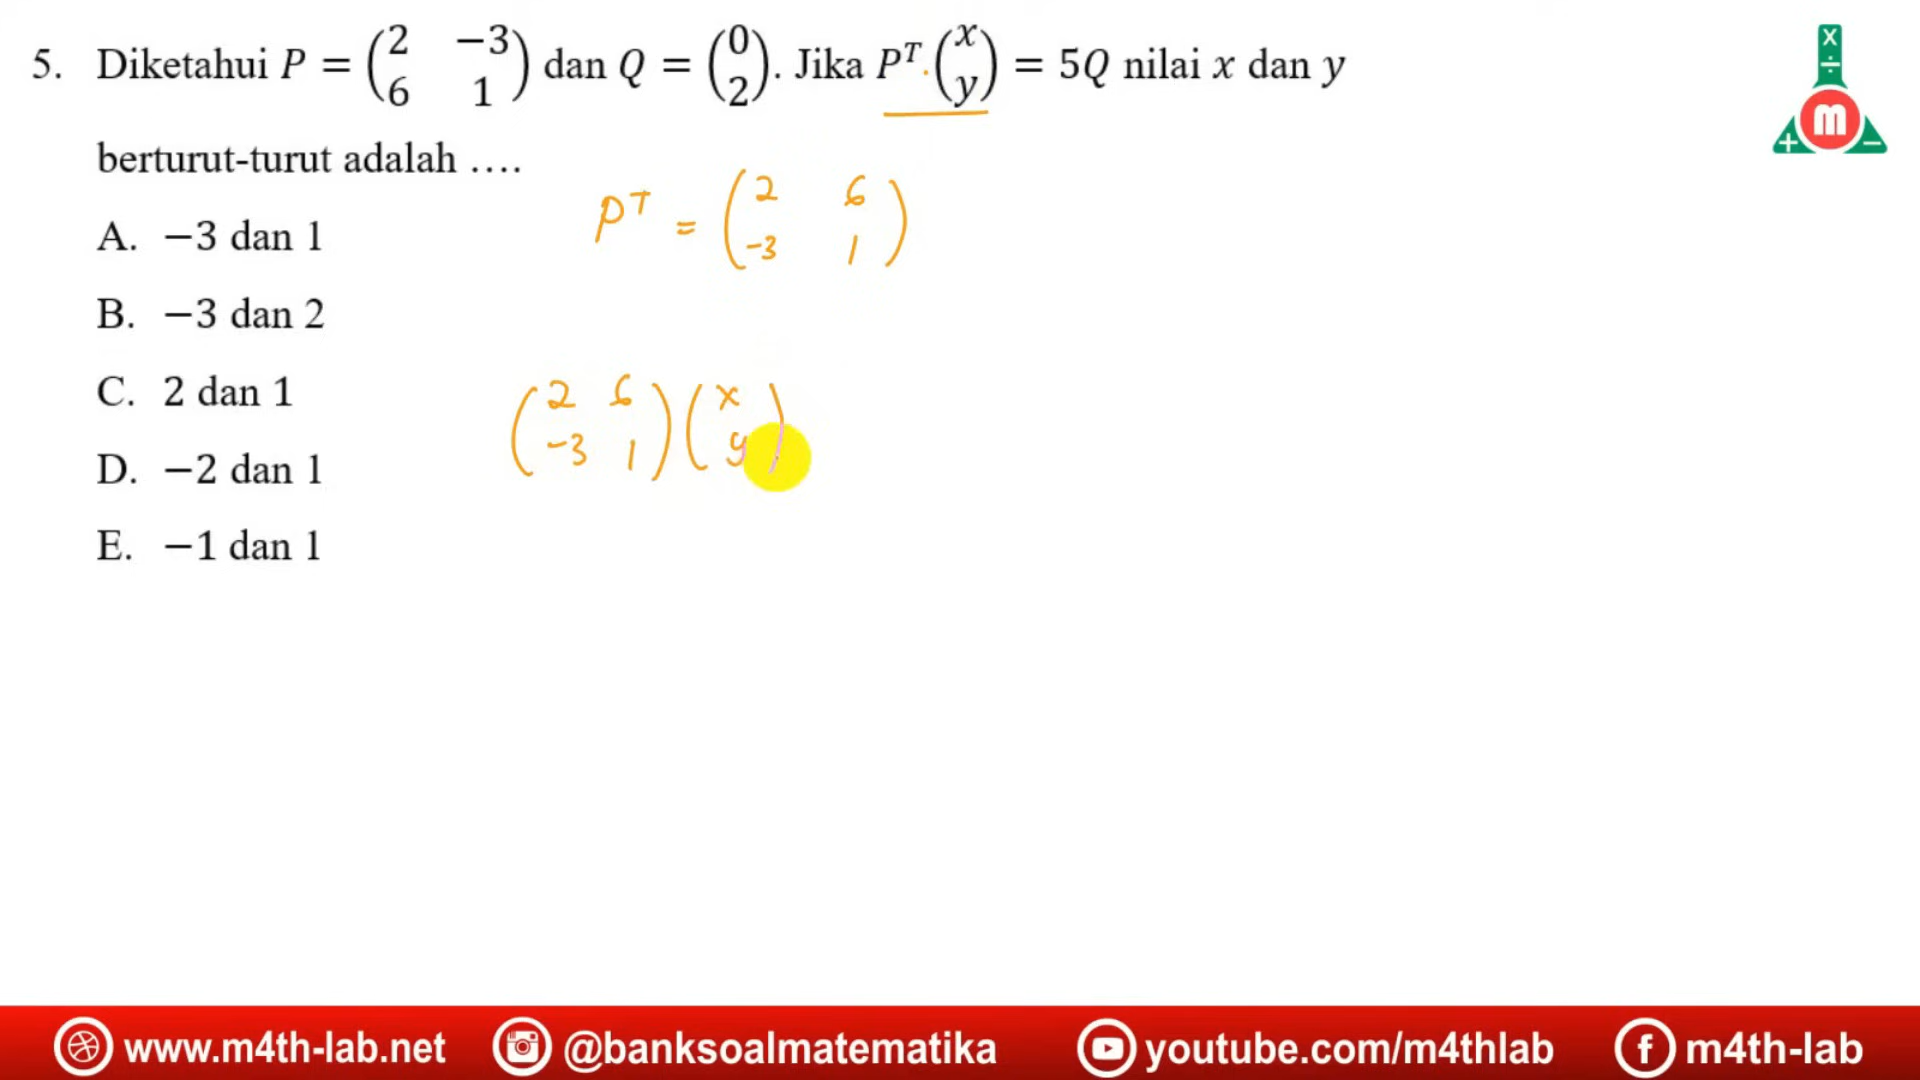 5. Diketahui P = (2 −3 6 1) dan Q = (0 2). Jika Pᵀ.(x y) = 5Q nilai x dan y
berturut-turut adalah ....
A. −3 dan 1
B. −3 dan 2
C. 2 dan 1
D. −2 dan 1
E. −1 dan 1
Pᵀ = (2 6 -3 1)
(2 6 -3 1)(x y)
x ÷ m + −
www.m4th-lab.net @banksoalmatematika youtube.com/m4thlab m4th-lab